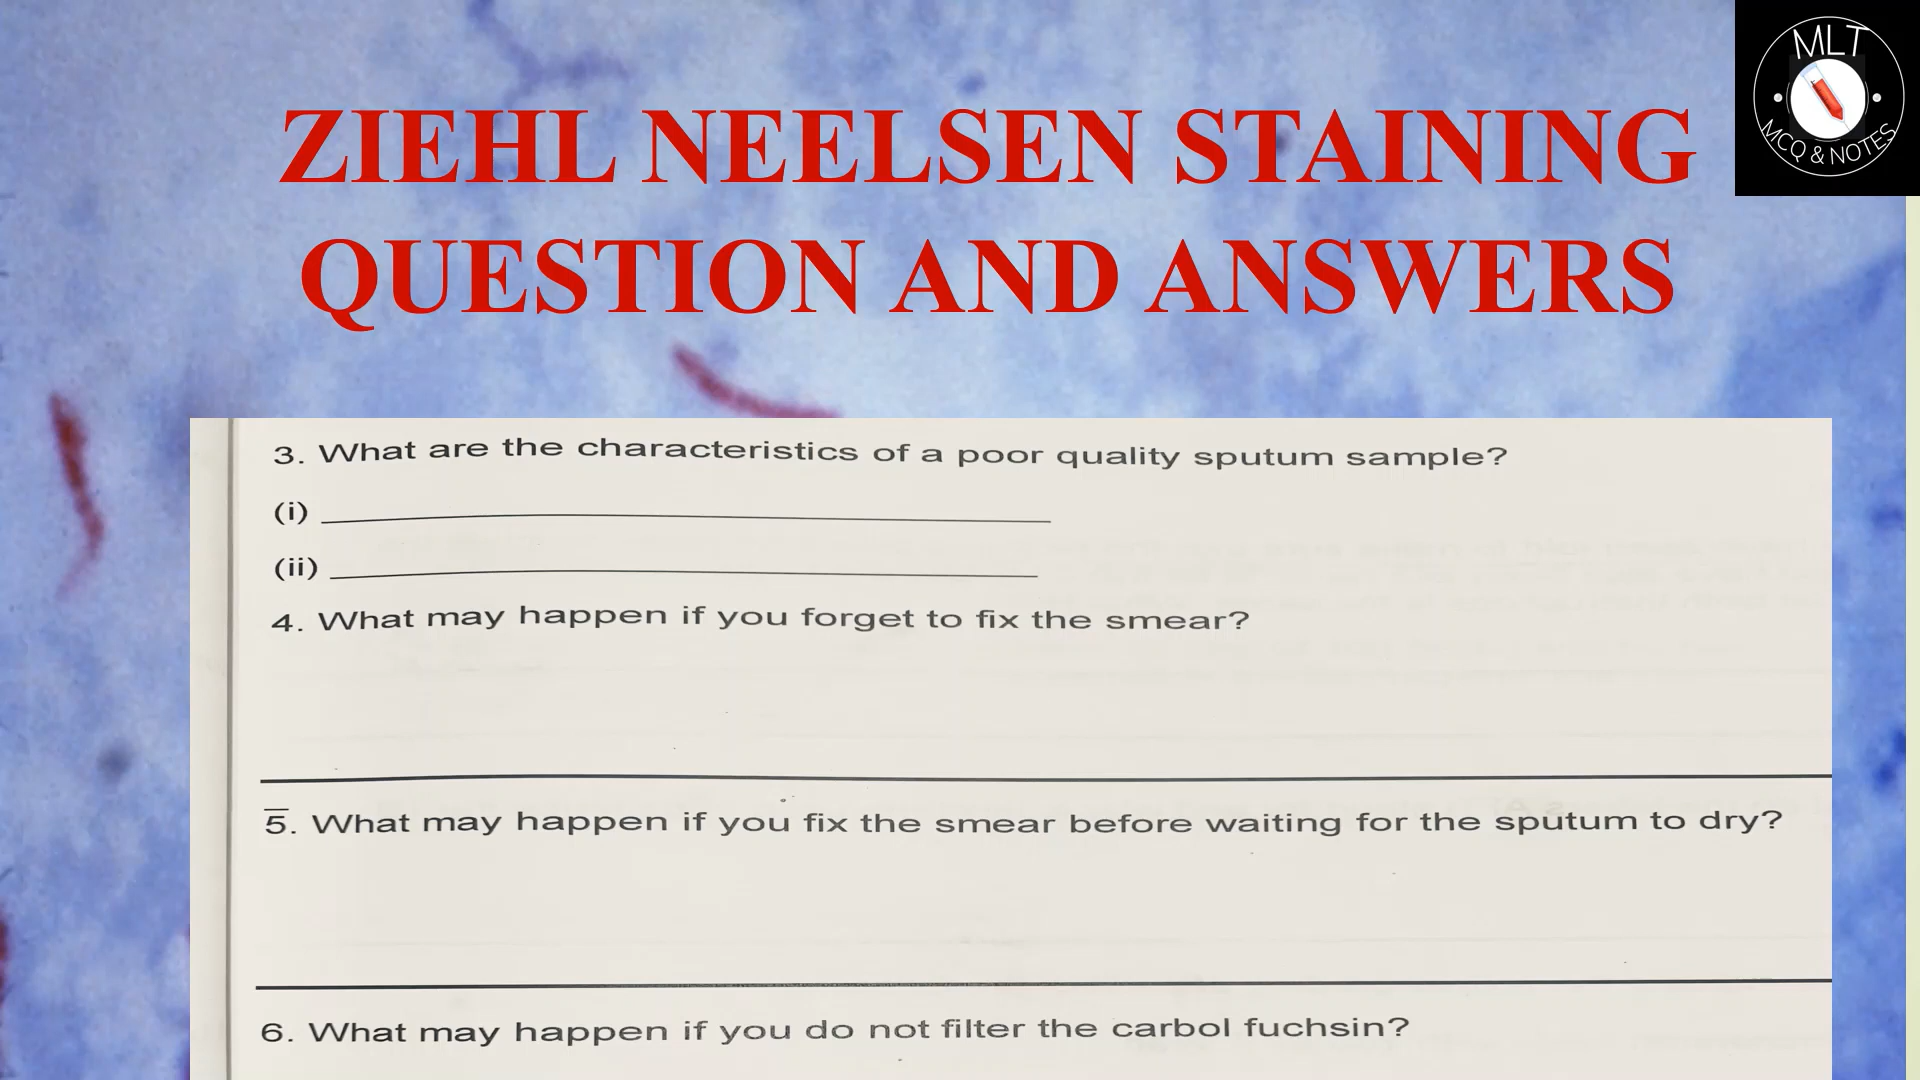 ZIEHL NEELSEN STAINING
QUESTION AND ANSWERS
MLT
MCQ & NOTES
3. What are the characteristics of a poor quality sputum sample?
(i)
(ii)
4. What may happen if you forget to fix the smear?
5. What may happen if you fix the smear before waiting for the sputum to dry?
6. What may happen if you do not filter the carbol fuchsin?